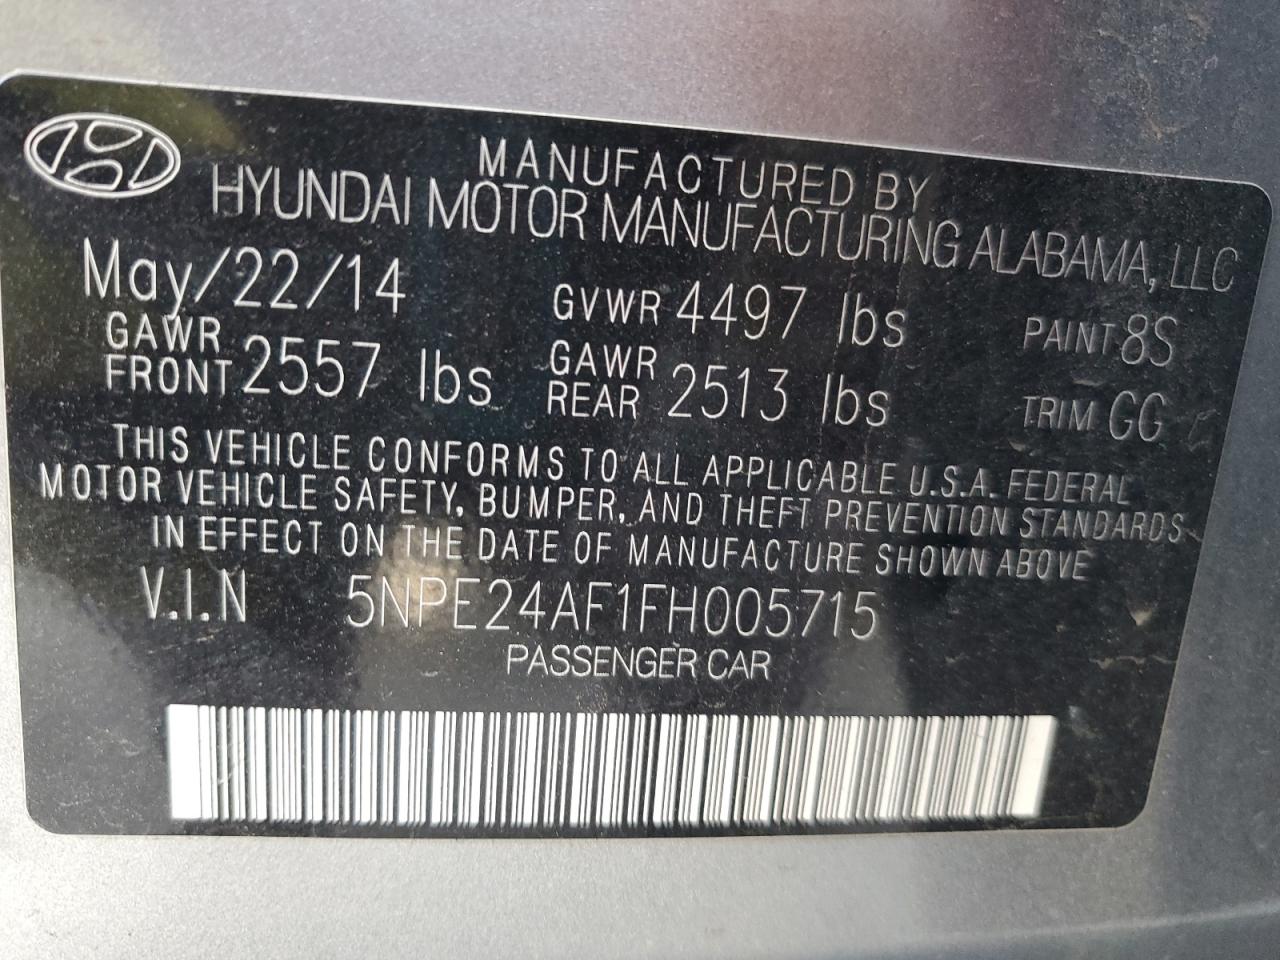 MANUFACTURED BY
HYUNDAI MOTOR MANUFACTURING ALABAMA, LLC
May/22/14 GVWR 4497 lbs PAINT 8S
GAWR FRONT 2557 lbs GAWR REAR 2513 lbs TRIM GG
THIS VEHICLE CONFORMS TO ALL APPLICABLE U.S.A. FEDERAL
MOTOR VEHICLE SAFETY, BUMPER, AND THEFT PREVENTION STANDARDS
IN EFFECT ON THE DATE OF MANUFACTURE SHOWN ABOVE
V.I.N 5NPE24AF1FH005715
PASSENGER CAR